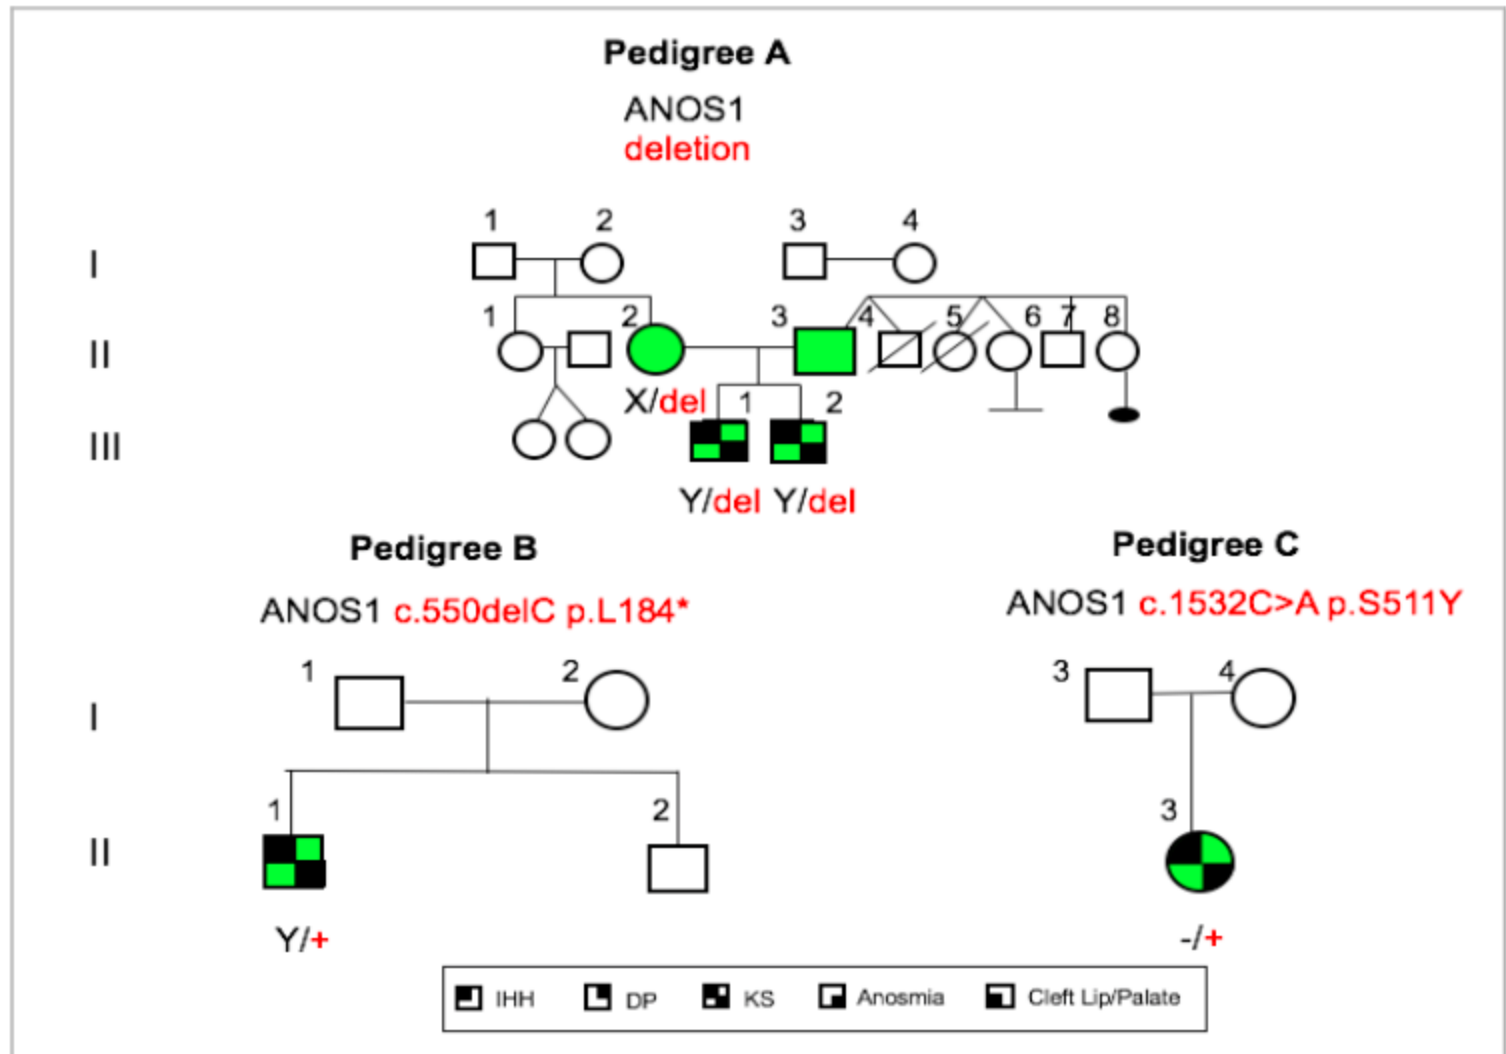 Pedigree A
ANOS1
deletion
1 2 3 4
I
1 2 3 4 5 6 7 8
II
X/del 1 2
III
Y/del Y/del
Pedigree B
ANOS1 c.550delC p.L184*
1 2
I
1 2
II
Y/+
Pedigree C
ANOS1 c.1532C>A p.S511Y
3 4
3
-/+
IHH DP KS Anosmia Cleft Lip/Palate